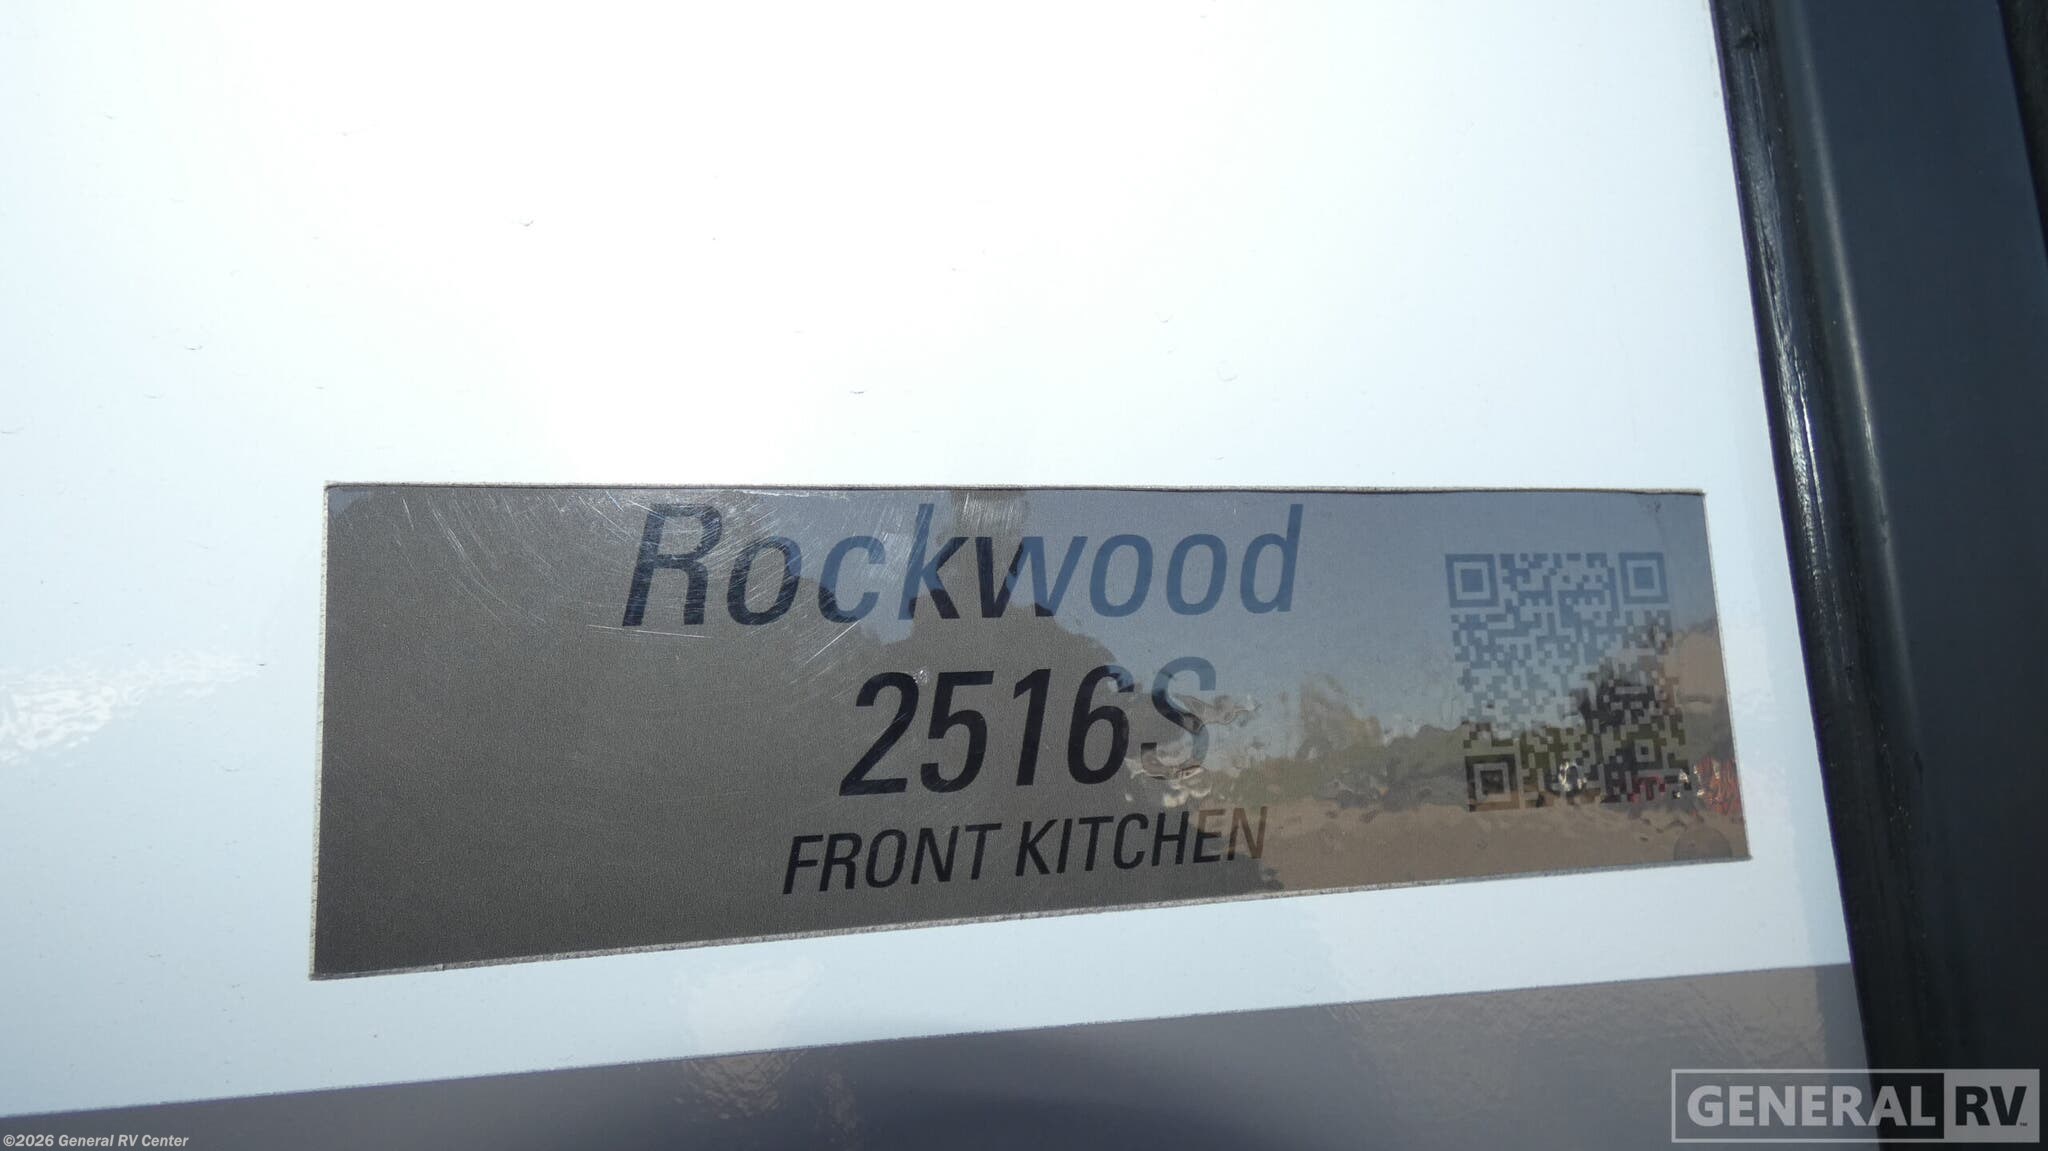 Rockwood
2516S
FRONT KITCHEN
GENERAL RV
©2026 General RV Center